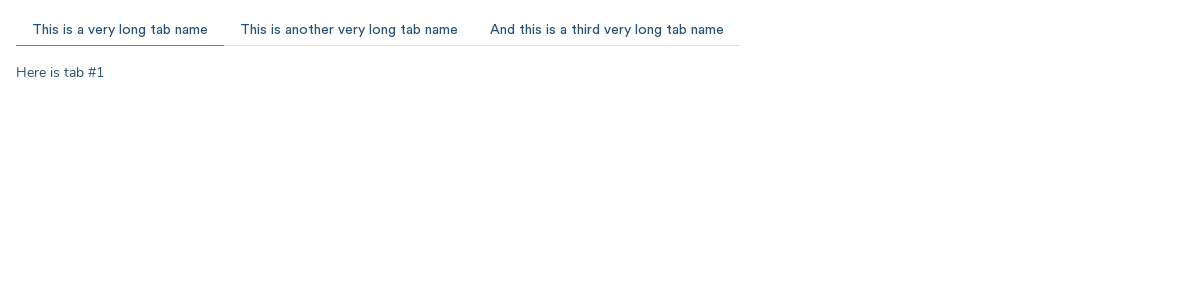 This is a very long tab name This is another very long tab name And this is a third very long tab name
Here is tab #1